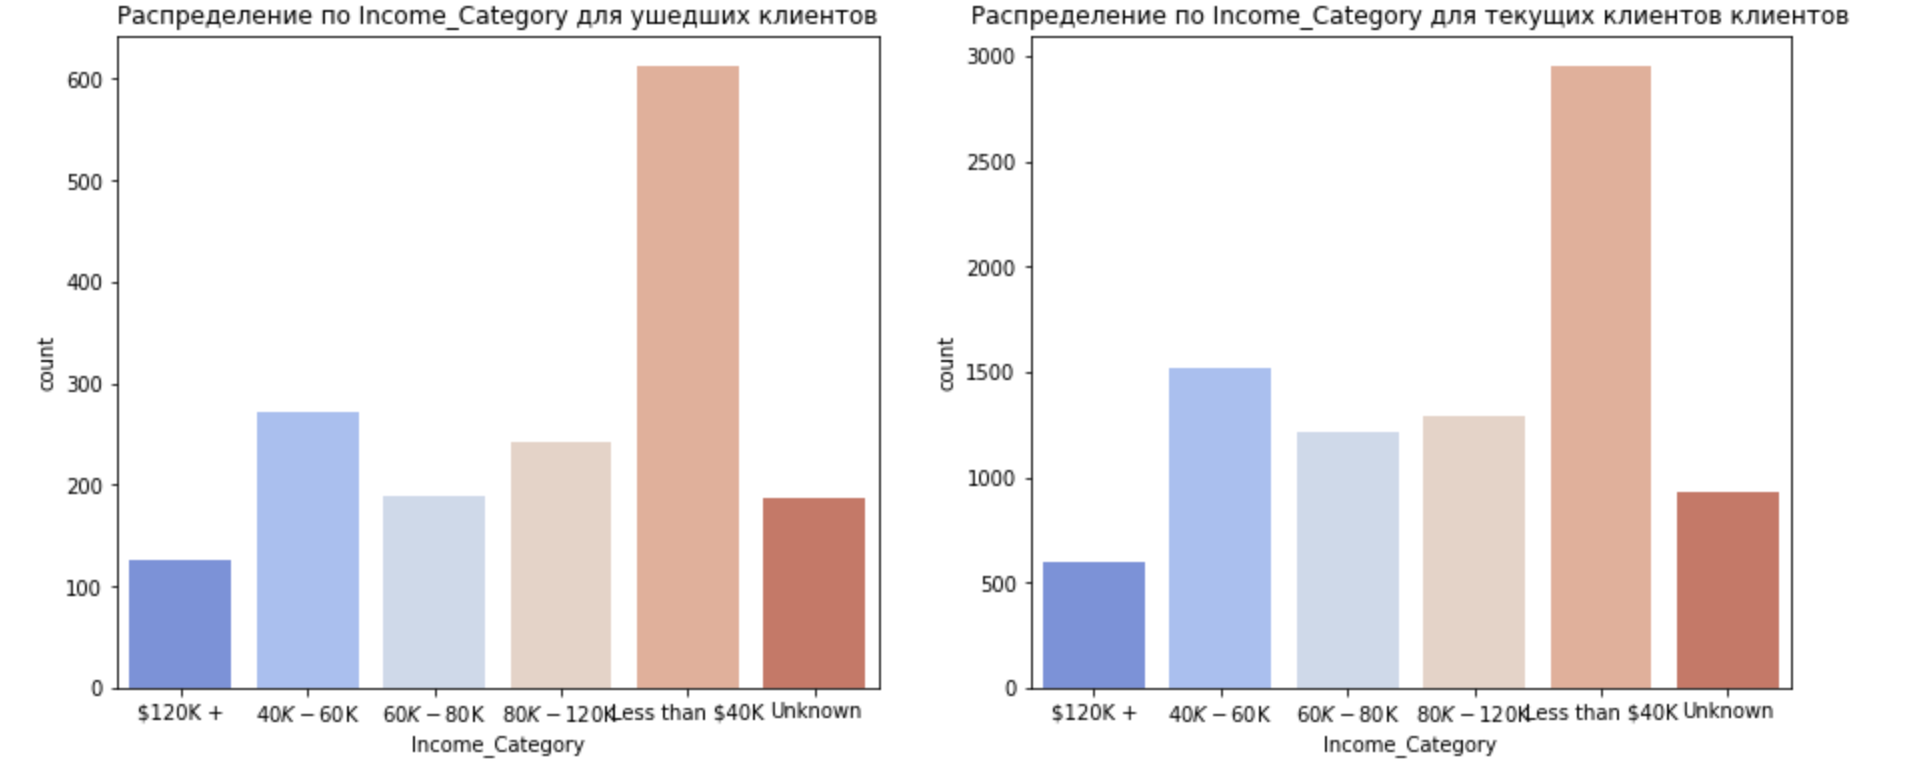 Распределение по Income_Category для ушедших клиентов
600
500
400
300
200
100
0
count
$120K +
40K − 60K
60K − 80K
80K − 120K
Less than $40K
Unknown
Income_Category
Распределение по Income_Category для текущих клиентов клиентов
3000
2500
2000
1500
1000
500
0
count
$120K +
40K − 60K
60K − 80K
80K − 120K
Less than $40K
Unknown
Income_Category